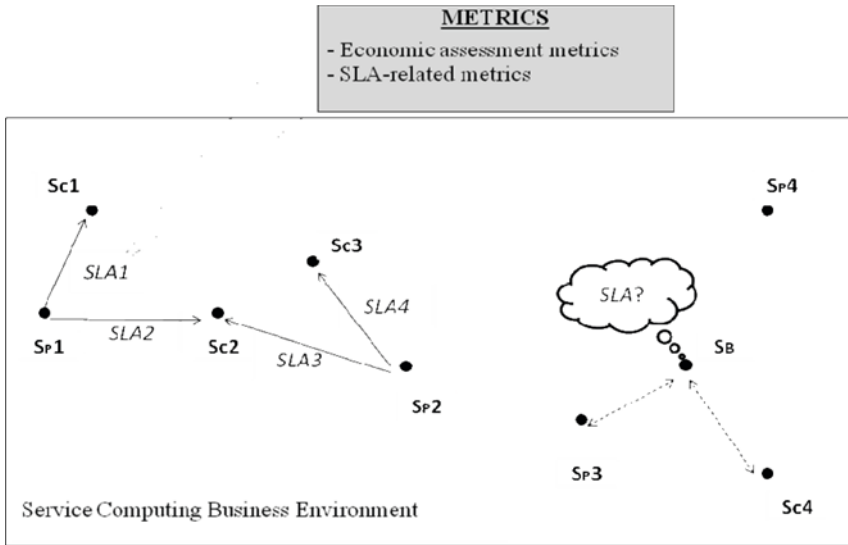 METRICS
- Economic assessment metrics
- SLA-related metrics
Sc1
SP4
Sc3
SLA1
SLA?
SLA4
SLA2
SP1
Sc2
SLA3
SB
SP2
SP3
Service Computing Business Environment
Sc4